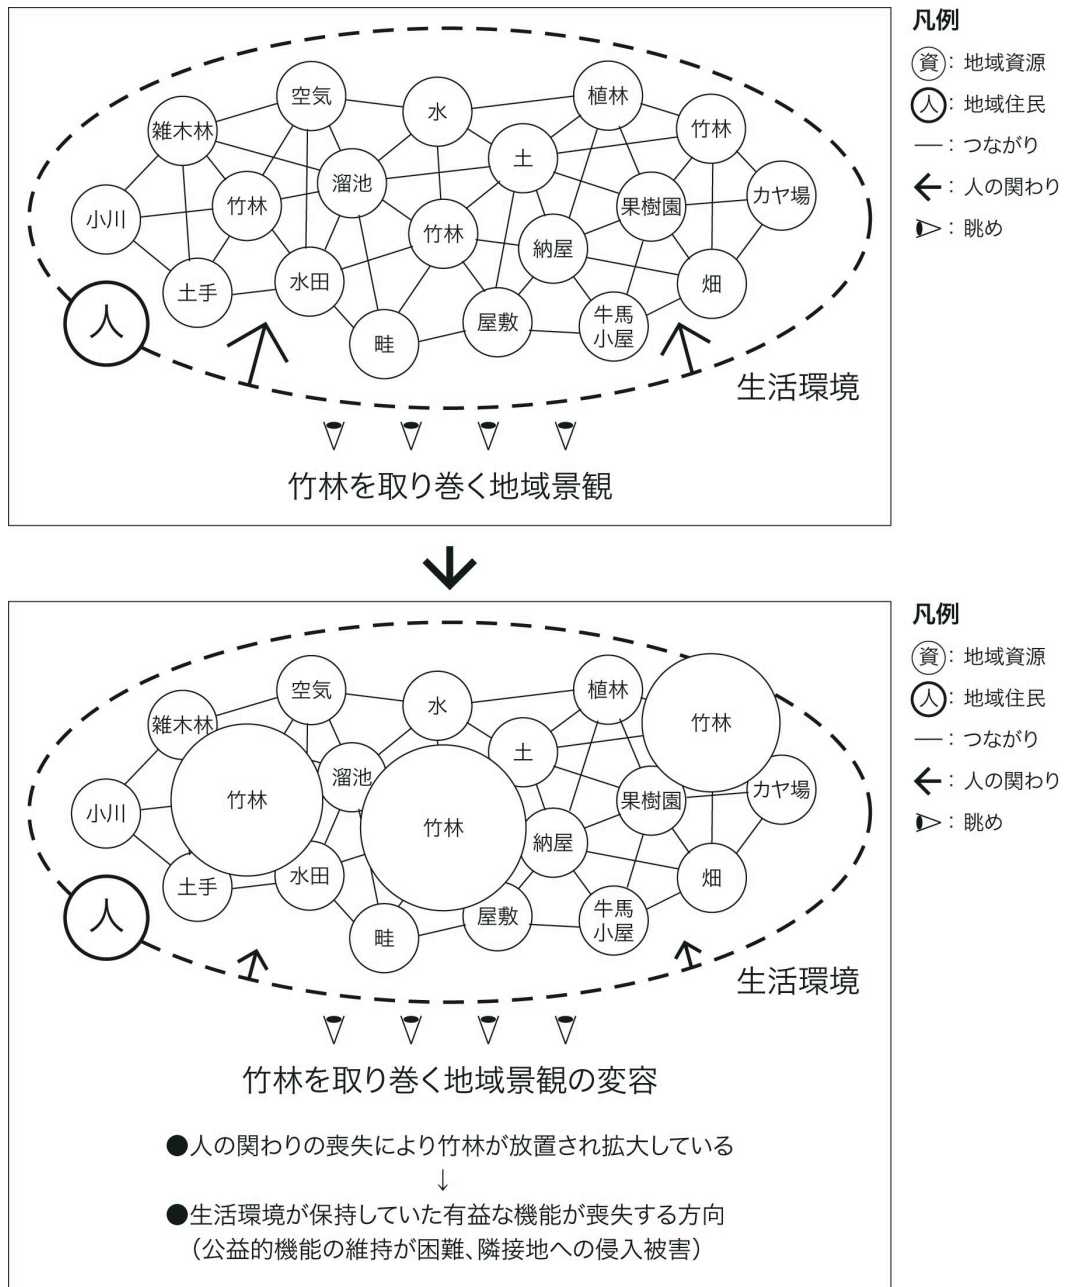 空気
水
植林
雑木林
竹林
土
溜池
カヤ場
小川
竹林
果樹園
竹林
納屋
土手
水田
畑
人
屋敷
牛馬
小屋
畦
生活環境
竹林を取り巻く地域景観
凡例
資 : 地域資源
人 : 地域住民
: つながり
: 人の関わり
: 眺め
空気
水
植林
竹林
雑木林
土
溜池
カヤ場
小川
竹林
果樹園
竹林
納屋
土手
水田
畑
人
屋敷
牛馬
小屋
畦
生活環境
竹林を取り巻く地域景観の変容
●人の関わりの喪失により竹林が放置され拡大している
↓
●生活環境が保持していた有益な機能が喪失する方向
(公益的機能の維持が困難、隣接地への侵入被害)
凡例
資 : 地域資源
人 : 地域住民
: つながり
: 人の関わり
: 眺め